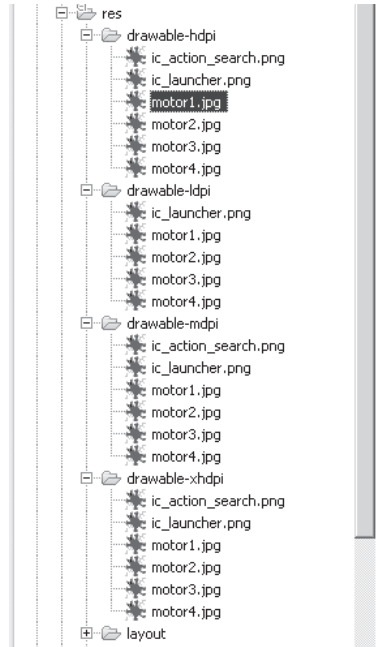 res
drawable-hdpi
ic_action_search.png
ic_launcher.png
motor1.jpg
motor2.jpg
motor3.jpg
motor4.jpg
drawable-ldpi
ic_launcher.png
motor1.jpg
motor2.jpg
motor3.jpg
motor4.jpg
drawable-mdpi
ic_action_search.png
ic_launcher.png
motor1.jpg
motor2.jpg
motor3.jpg
motor4.jpg
drawable-xhdpi
ic_action_search.png
ic_launcher.png
motor1.jpg
motor2.jpg
motor3.jpg
motor4.jpg
layout